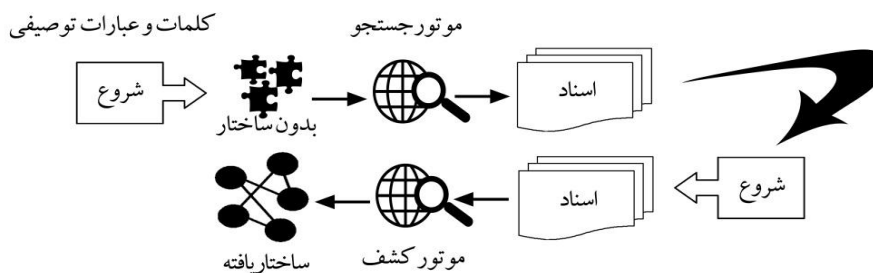 کلمات و عبارات توصیفی
شروع
بدون ساختار
موتور جستجو
اسناد
شروع
اسناد
موتور کشف
ساختاریافته